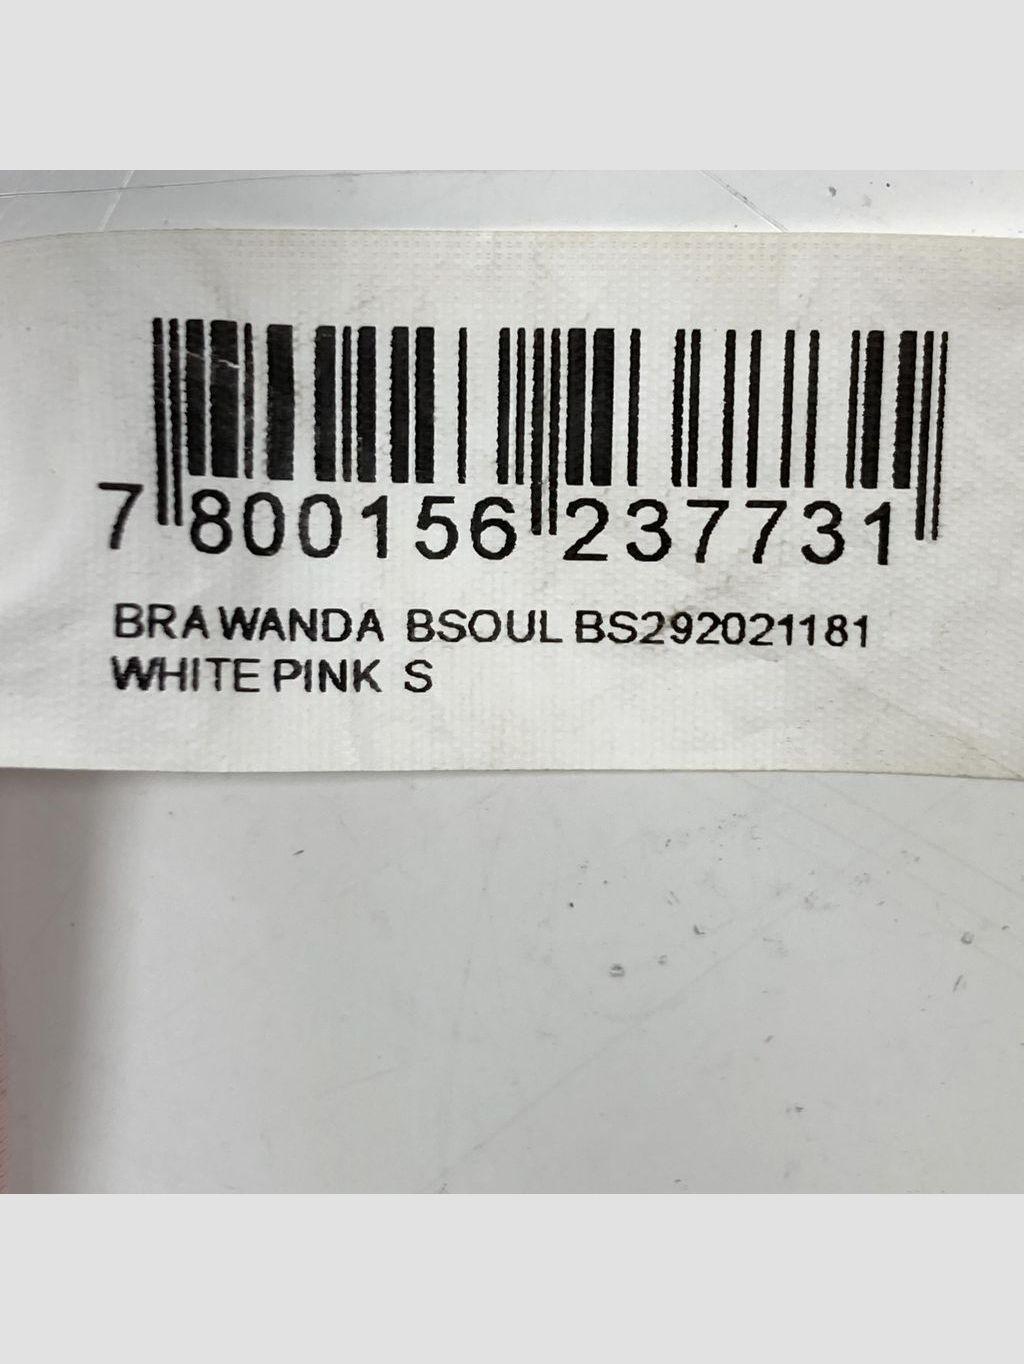 7 800156 237731
BRA WANDA BSOUL BS292021181
WHITE PINK S